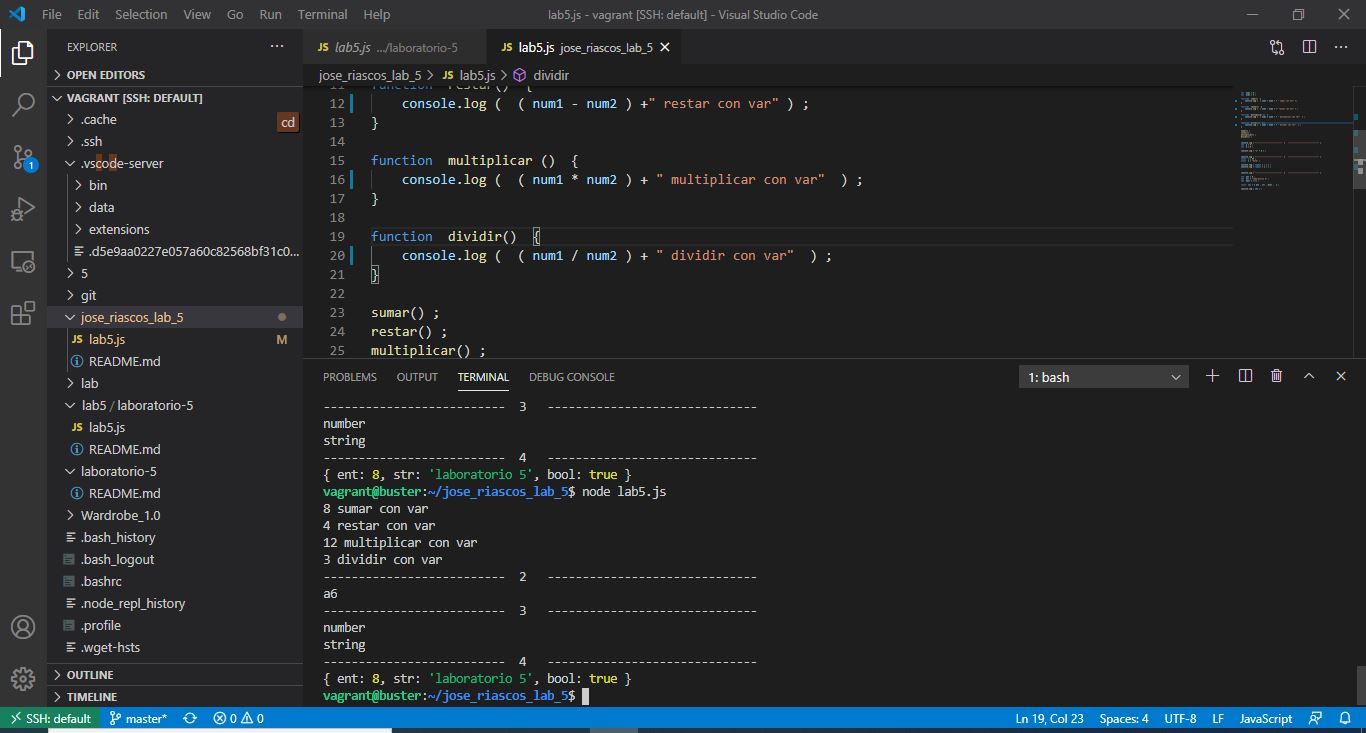 File Edit Selection View Go Run Terminal Help
lab5.js - vagrant [SSH: default] - Visual Studio Code
EXPLORER
OPEN EDITORS
VAGRANT [SSH: DEFAULT]
.cache
cd
.ssh
.vscode-server
bin
data
extensions
.d5e9aa0227e057a60c82568bf31c0...
5
git
jose_riascos_lab_5
JS lab5.js M
README.md
lab
lab5 / laboratorio-5
JS lab5.js
README.md
laboratorio-5
README.md
Wardrobe_1.0
.bash_history
.bash_logout
.bashrc
.node_repl_history
.profile
.wget-hsts
OUTLINE
TIMELINE
1
JS lab5.js .../laboratorio-5
JS lab5.js jose_riascos_lab_5
jose_riascos_lab_5 > JS lab5.js > dividir
11 function restar() {
12 console.log ( ( num1 - num2 ) +" restar con var" ) ;
13 }
14
15 function multiplicar () {
16 console.log ( ( num1 * num2 ) + " multiplicar con var" ) ;
17 }
18
19 function dividir() {
20 console.log ( ( num1 / num2 ) + " dividir con var" ) ;
21 }
22
23 sumar() ;
24 restar() ;
25 multiplicar() ;
PROBLEMS OUTPUT TERMINAL DEBUG CONSOLE
1: bash
-------------------------- 3 ------------------------------
number
string
-------------------------- 4 ------------------------------
{ ent: 8, str: 'laboratorio 5', bool: true }
vagrant@buster:~/jose_riascos_lab_5$ node lab5.js
8 sumar con var
4 restar con var
12 multiplicar con var
3 dividir con var
-------------------------- 2 ------------------------------
a6
-------------------------- 3 ------------------------------
number
string
-------------------------- 4 ------------------------------
{ ent: 8, str: 'laboratorio 5', bool: true }
vagrant@buster:~/jose_riascos_lab_5$
SSH: default master* 0 0
Ln 19, Col 23 Spaces: 4 UTF-8 LF JavaScript